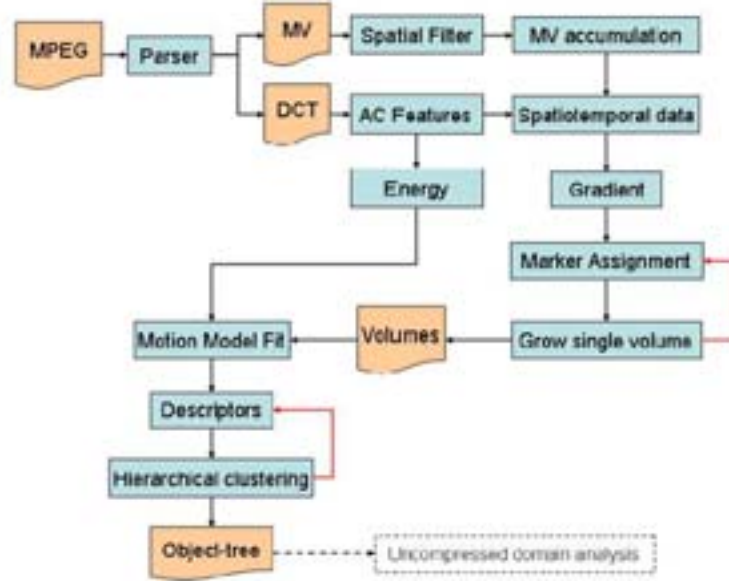 MPEG
Parser
MV
Spatial Filter
MV accumulation
DCT
AC Features
Spatiotemporal data
Energy
Gradient
Marker Assignment
Motion Model Fit
Volumes
Grow single volume
Descriptors
Hierarchical clustering
Object-tree
Uncompressed domain analysis